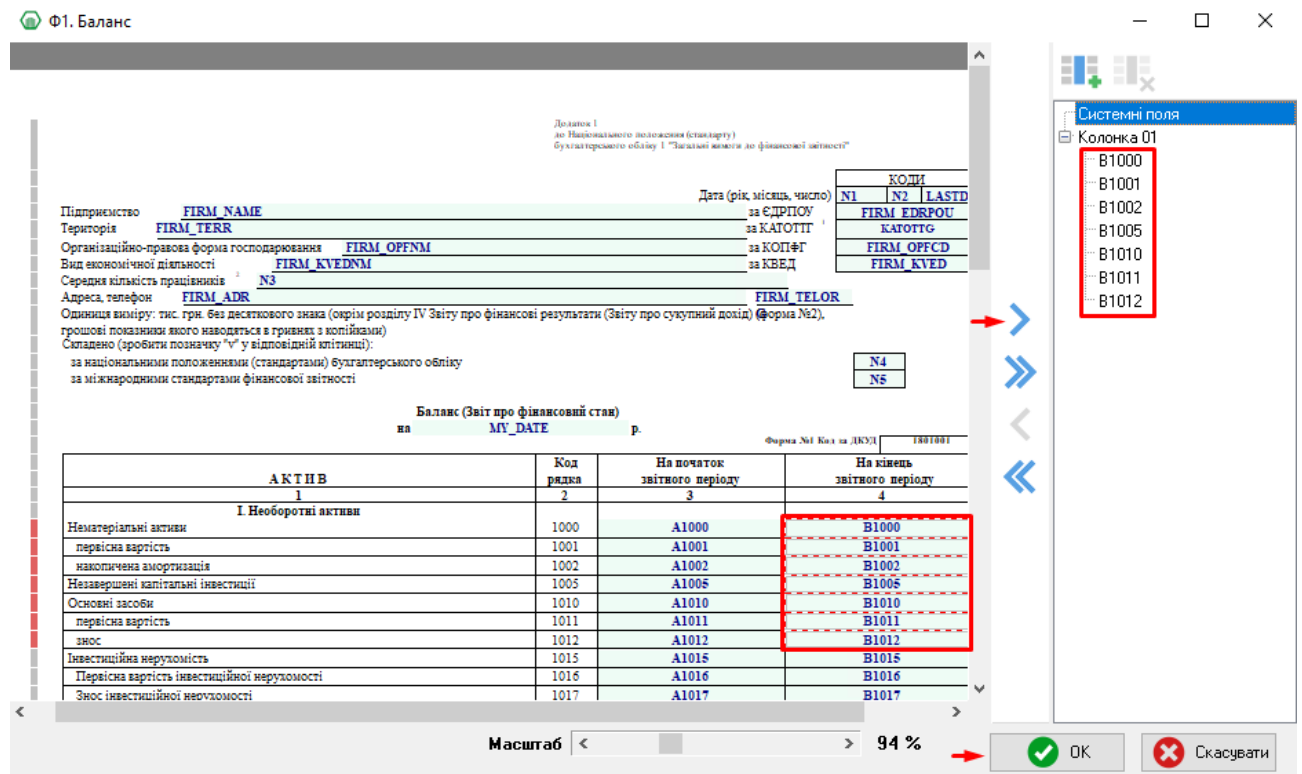 Ф1. Баланс
Додаток 1
до Національного положення (стандарту)
бухгалтерського обліку 1 "Загальні вимоги до фінансової звітності"
КОДИ
Дата (рік, місяць, число) N1 N2 LASTD
Підприємство FIRM_NAME за ЄДРПОУ FIRM_EDRPOU
Територія FIRM_TERR за КАТОТТГ 1 KATOTTG
Організаційно-правова форма господарювання FIRM_OPFNM за КОПФГ FIRM_OPFCD
Вид економічної діяльності FIRM_KVEDNM за КВЕД FIRM_KVED
Середня кількість працівників 2 N3
Адреса, телефон FIRM_ADR FIRM_TELOR
Одиниця виміру: тис. грн. без десяткового знака (окрім розділу IV Звіту про фінансові результати (Звіту про сукупний дохід) (форма №2),
грошові показники якого наводяться в гривнях з копійками)
Складено (зробити позначку "v" у відповідній клітинці):
за національними положеннями (стандартами) бухгалтерського обліку N4
за міжнародними стандартами фінансової звітності N5
Баланс (Звіт про фінансовий стан)
на MY_DATE р.
Форма №1 Код за ДКУД 1801001
АКТИВ Код рядка На початок звітного періоду На кінець звітного періоду
1 2 3 4
І. Необоротні активи
Нематеріальні активи 1000 A1000 B1000
первісна вартість 1001 A1001 B1001
накопичена амортизація 1002 A1002 B1002
Незавершені капітальні інвестиції 1005 A1005 B1005
Основні засоби 1010 A1010 B1010
первісна вартість 1011 A1011 B1011
знос 1012 A1012 B1012
Інвестиційна нерухомість 1015 A1015 B1015
Первісна вартість інвестиційної нерухомості 1016 A1016 B1016
Знос інвестиційної нерухомості 1017 A1017 B1017
Масштаб 94 %
Системні поля
Колонка 01
B1000
B1001
B1002
B1005
B1010
B1011
B1012
OK
Скасувати